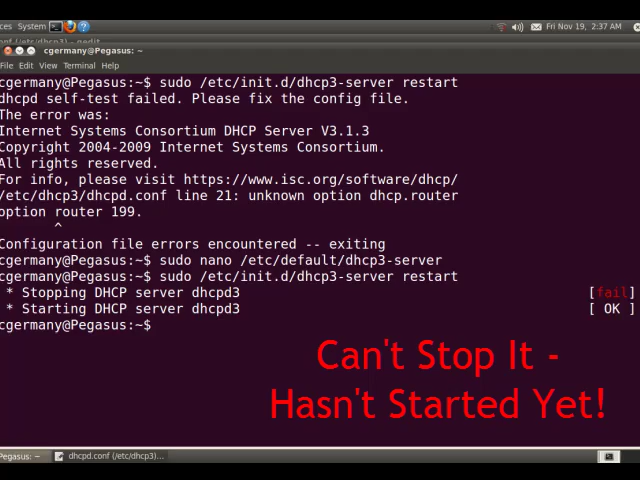 ces System Fri Nov 19, 2:37 AM
cgermany@Pegasus: ~
File Edit View Terminal Help
cgermany@Pegasus:~$ sudo /etc/init.d/dhcp3-server restart
dhcpd self-test failed. Please fix the config file.
The error was:
Internet Systems Consortium DHCP Server V3.1.3
Copyright 2004-2009 Internet Systems Consortium.
All rights reserved.
For info, please visit https://www.isc.org/software/dhcp/
/etc/dhcp3/dhcpd.conf line 21: unknown option dhcp.router
option router 199.
^
Configuration file errors encountered -- exiting
cgermany@Pegasus:~$ sudo nano /etc/default/dhcp3-server
cgermany@Pegasus:~$ sudo /etc/init.d/dhcp3-server restart
* Stopping DHCP server dhcpd3 [fail]
* Starting DHCP server dhcpd3 [ OK ]
cgermany@Pegasus:~$
Can't Stop It -
Hasn't Started Yet!
Pegasus: ~ dhcpd.conf (/etc/dhcp3)...